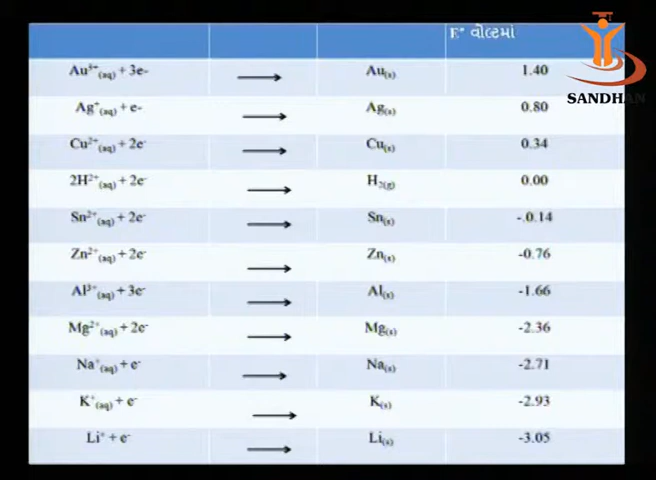 E° વોલ્ટમાં
SANDHAN
Au³⁺(aq) + 3e- ⟶ Au(s) 1.40
Ag⁺(aq) + e- ⟶ Ag(s) 0.80
Cu²⁺(aq) + 2e⁻ ⟶ Cu(s) 0.34
2H²⁺(aq) + 2e⁻ ⟶ H₂(g) 0.00
Sn²⁺(aq) + 2e⁻ ⟶ Sn(s) -.0.14
Zn²⁺(aq) + 2e⁻ ⟶ Zn(s) -0.76
Al³⁺(aq) + 3e⁻ ⟶ Al(s) -1.66
Mg²⁺(aq) + 2e⁻ ⟶ Mg(s) -2.36
Na⁺(aq) + e⁻ ⟶ Na(s) -2.71
K⁺(aq) + e⁻ ⟶ K(s) -2.93
Li⁺ + e⁻ ⟶ Li(s) -3.05